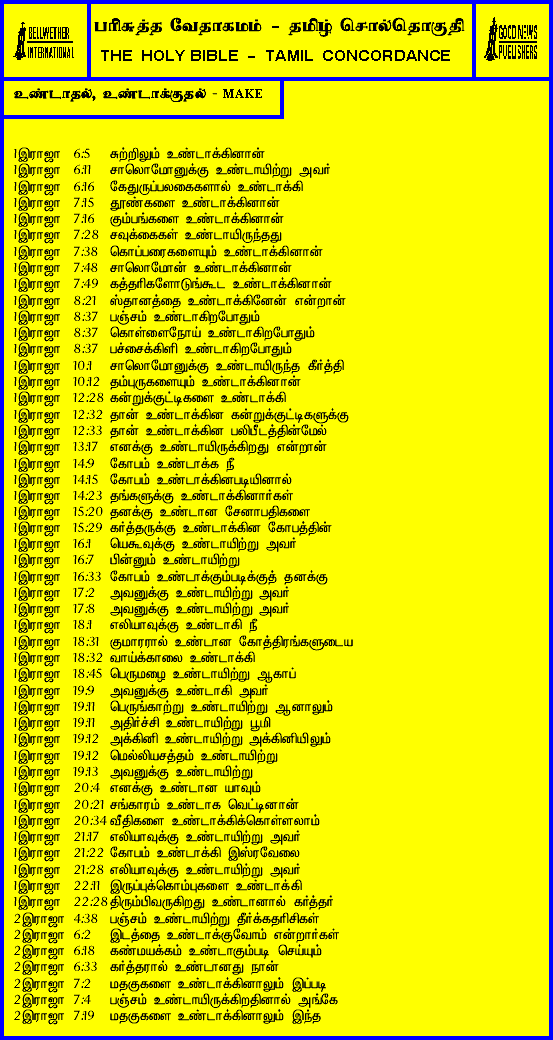 BELLWETHER
INTERNATIONAL
பரிசுத்த வேதாகமம் - தமிழ் சொல்தொகுதி
THE HOLY BIBLE - TAMIL CONCORDANCE
GOOD NEWS
PUBLISHERS
உண்டாதல், உண்டாக்குதல் - MAKE
1இராஜா 6:5 சுற்றிலும் உண்டாக்கினான்
1இராஜா 6:11 சாலொமோனுக்கு உண்டாயிற்று அவர்
1இராஜா 6:16 கேதுருப்பலகைகளால் உண்டாக்கி
1இராஜா 7:15 தூண்களை உண்டாக்கினான்
1இராஜா 7:16 கும்பங்களை உண்டாக்கினான்
1இராஜா 7:28 சவுக்கைகள் உண்டாயிருந்தது
1இராஜா 7:38 கொப்பரைகளையும் உண்டாக்கினான்
1இராஜா 7:48 சாலொமோன் உண்டாக்கினான்
1இராஜா 7:49 கத்தரிகளோடுங்கூட உண்டாக்கினான்
1இராஜா 8:21 ஸ்தானத்தை உண்டாக்கினேன் என்றான்
1இராஜா 8:37 பஞ்சம் உண்டாகிறபோதும்
1இராஜா 8:37 கொள்ளைநோய் உண்டாகிறபோதும்
1இராஜா 8:37 பச்சைக்கிளி உண்டாகிறபோதும்
1இராஜா 10:1 சாலொமோனுக்கு உண்டாயிருந்த கீர்த்தி
1இராஜா 10:12 தம்புருகளையும் உண்டாக்கினான்
1இராஜா 12:28 கன்றுக்குட்டிகளை உண்டாக்கி
1இராஜா 12:32 தான் உண்டாக்கின கன்றுக்குட்டிகளுக்கு
1இராஜா 12:33 தான் உண்டாக்கின பலிபீடத்தின்மேல்
1இராஜா 13:17 எனக்கு உண்டாயிருக்கிறது என்றான்
1இராஜா 14:9 கோபம் உண்டாக்க நீ
1இராஜா 14:15 கோபம் உண்டாக்கினபடியினால்
1இராஜா 14:23 தங்களுக்கு உண்டாக்கினார்கள்
1இராஜா 15:20 தனக்கு உண்டான சேனாபதிகளை
1இராஜா 15:29 கர்த்தருக்கு உண்டாக்கின கோபத்தின்
1இராஜா 16:1 யெகூவுக்கு உண்டாயிற்று அவர்
1இராஜா 16:7 பின்னும் உண்டாயிற்று
1இராஜா 16:33 கோபம் உண்டாக்கும்படிக்குத் தனக்கு
1இராஜா 17:2 அவனுக்கு உண்டாயிற்று அவர்
1இராஜா 17:8 அவனுக்கு உண்டாயிற்று அவர்
1இராஜா 18:1 எலியாவுக்கு உண்டாகி நீ
1இராஜா 18:31 குமாரரால் உண்டான கோத்திரங்களுடைய
1இராஜா 18:32 வாய்க்காலை உண்டாக்கி
1இராஜா 18:45 பெருமழை உண்டாயிற்று ஆகாப்
1இராஜா 19:9 அவனுக்கு உண்டாகி அவர்
1இராஜா 19:11 பெருங்காற்று உண்டாயிற்று ஆனாலும்
1இராஜா 19:11 அதிர்ச்சி உண்டாயிற்று பூமி
1இராஜா 19:12 அக்கினி உண்டாயிற்று அக்கினியிலும்
1இராஜா 19:12 மெல்லியசத்தம் உண்டாயிற்று
1இராஜா 19:13 அவனுக்கு உண்டாயிற்று
1இராஜா 20:4 எனக்கு உண்டான யாவும்
1இராஜா 20:21 சங்காரம் உண்டாக வெட்டினான்
1இராஜா 20:34 வீதிகளை உண்டாக்கிக்கொள்ளலாம்
1இராஜா 21:17 எலியாவுக்கு உண்டாயிற்று அவர்
1இராஜா 21:22 கோபம் உண்டாக்கி இஸ்ரவேலை
1இராஜா 21:28 எலியாவுக்கு உண்டாயிற்று அவர்
1இராஜா 22:11 இருப்புக்கொம்புகளை உண்டாக்கி
1இராஜா 22:28 திரும்பிவருகிறது உண்டானால் கர்த்தர்
2இராஜா 4:38 பஞ்சம் உண்டாயிற்று தீர்க்கதரிசிகள்
2இராஜா 6:2 இடத்தை உண்டாக்குவோம் என்றார்கள்
2இராஜா 6:18 கண்மயக்கம் உண்டாகும்படி செய்யும்
2இராஜா 6:33 கர்த்தரால் உண்டானது நான்
2இராஜா 7:2 மதகுகளை உண்டாக்கினாலும் இப்படி
2இராஜா 7:4 பஞ்சம் உண்டாயிருக்கிறதினால் அங்கே
2இராஜா 7:19 மதகுகளை உண்டாக்கினாலும் இந்த